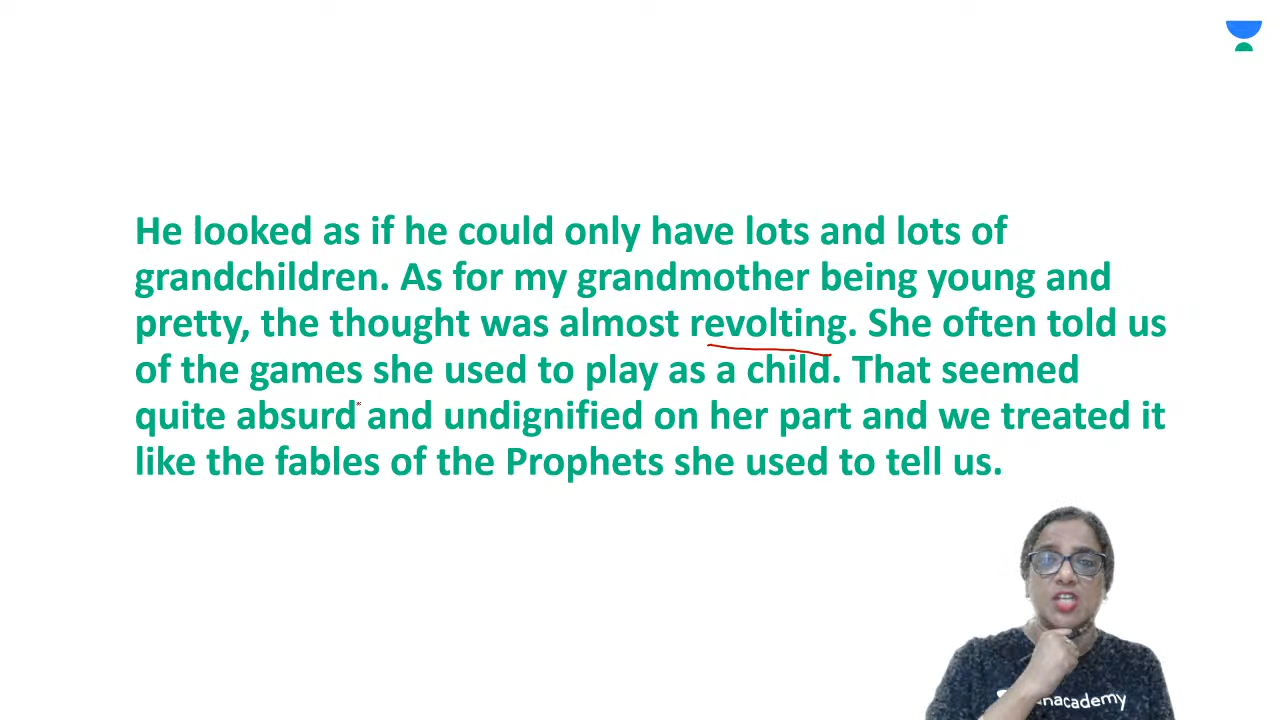 He looked as if he could only have lots and lots of
grandchildren. As for my grandmother being young and
pretty, the thought was almost revolting. She often told us
of the games she used to play as a child. That seemed
quite absurd and undignified on her part and we treated it
like the fables of the Prophets she used to tell us.